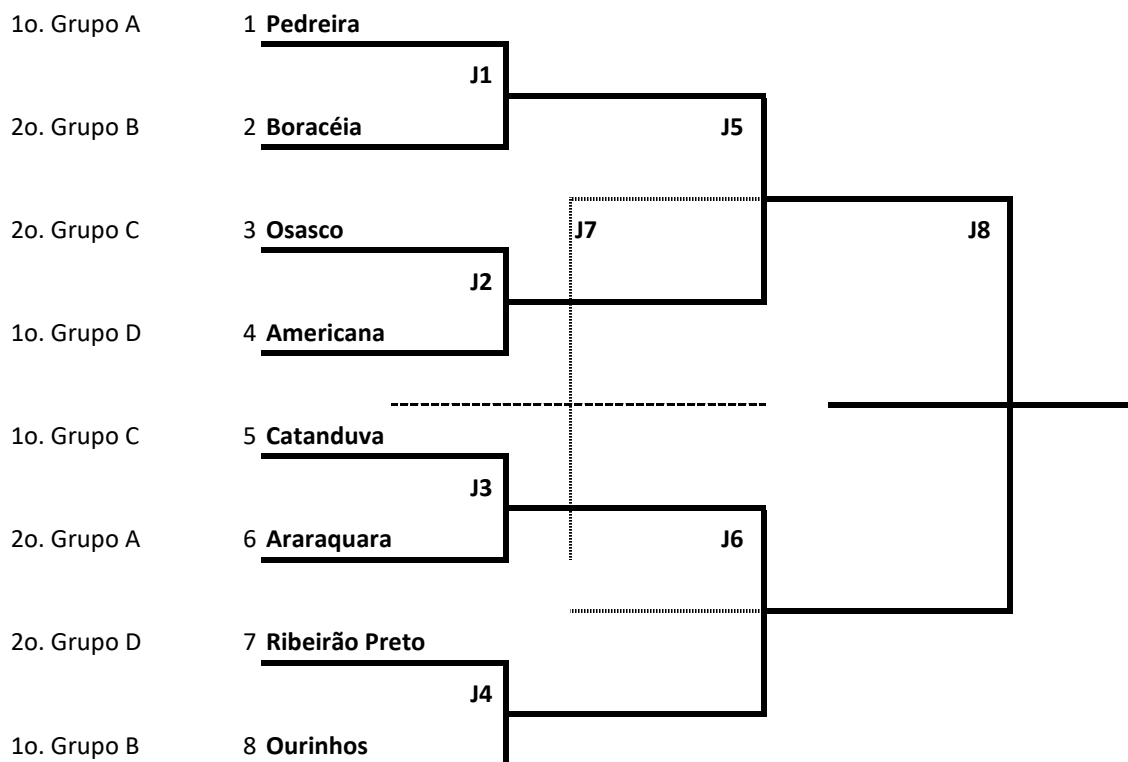 1o. Grupo A 1 Pedreira
J1
2o. Grupo B 2 Boracéia J5
2o. Grupo C 3 Osasco J7 J8
J2
1o. Grupo D 4 Americana
1o. Grupo C 5 Catanduva
J3
2o. Grupo A 6 Araraquara J6
2o. Grupo D 7 Ribeirão Preto
J4
1o. Grupo B 8 Ourinhos